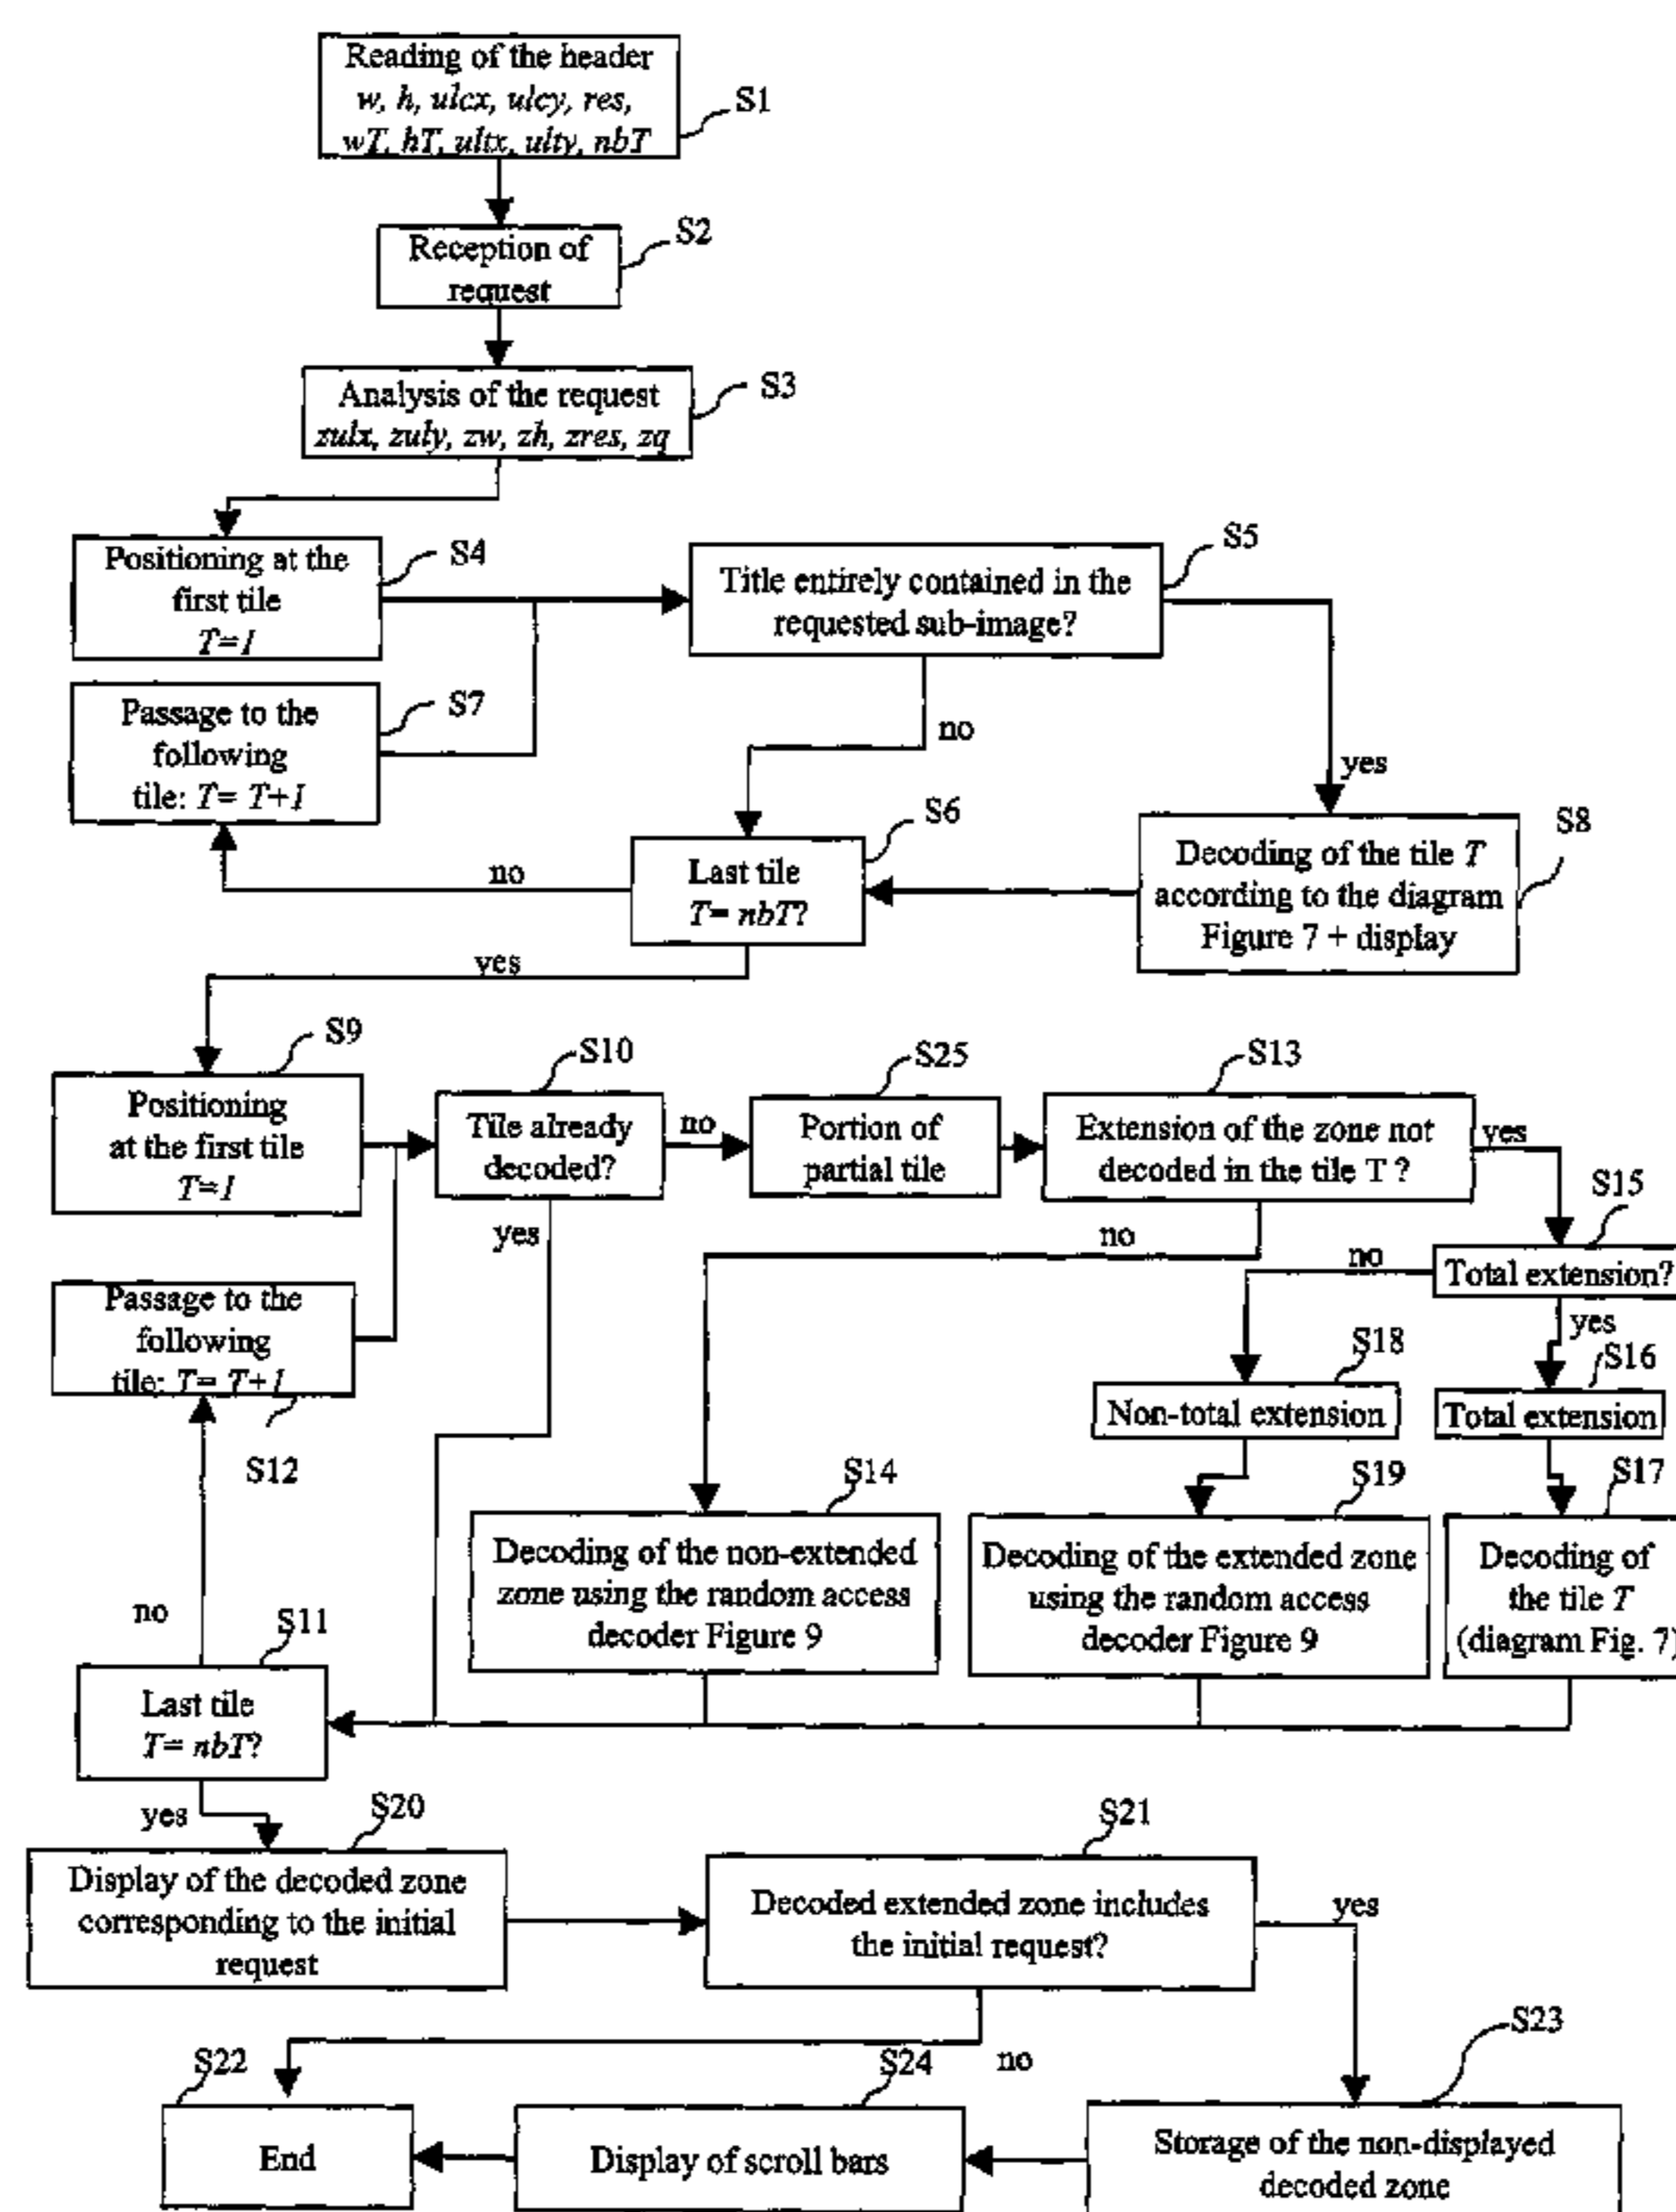 Reading of the header
w, h, ulcx, ulcy, res,
wT, hT, ultx, ulty, nbT
S1
Reception of
request
S2
Analysis of the request
zulx, zuly, zw, zh, zres, zq
S3
Positioning at the
first tile
T=1
S4
Title entirely contained in the
requested sub-image?
S5
Passage to the
following
tile: T= T+1
S7
no
yes
Last tile
T= nbT?
S6
no
Decoding of the tile T
according to the diagram
Figure 7 + display
S8
yes
Positioning
at the first tile
T=1
S9
Tile already
decoded?
S10
no
Portion of
partial tile
S25
Extension of the zone not
decoded in the tile T ?
S13
yes
yes
no
no
Total extension?
S15
yes
Passage to the
following
tile: T= T+1
S12
Non-total extension
S18
Total extension
S16
Decoding of the non-extended
zone using the random access
decoder Figure 9
S14
Decoding of the extended zone
using the random access
decoder Figure 9
S19
Decoding of
the tile T
(diagram Fig. 7)
S17
no
Last tile
T= nbT?
S11
yes
Display of the decoded zone
corresponding to the initial
request
S20
Decoded extended zone includes
the initial request?
S21
yes
no
End
S22
Display of scroll bars
S24
Storage of the non-displayed
decoded zone
S23